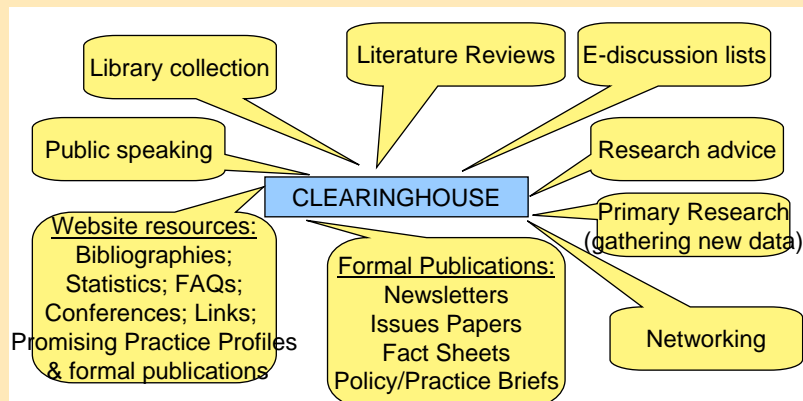 Library collection
Literature Reviews
E-discussion lists
Public speaking
Research advice
CLEARINGHOUSE
Website resources:
Bibliographies;
Statistics; FAQs;
Conferences; Links;
Promising Practice Profiles
& formal publications
Formal Publications:
Newsletters
Issues Papers
Fact Sheets
Policy/Practice Briefs
Primary Research
(gathering new data)
Networking